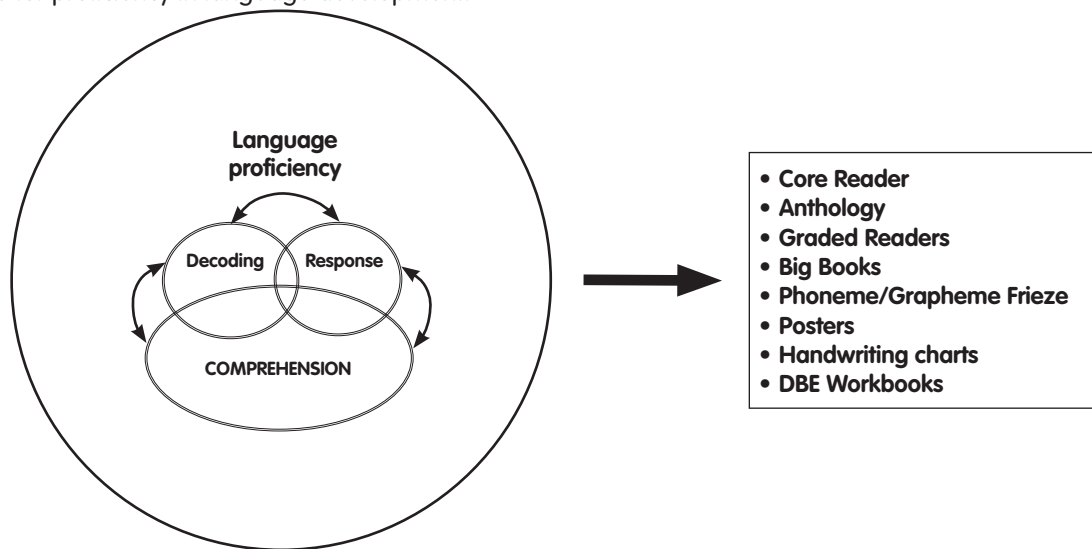 Language
proficiency
Decoding Response
COMPREHENSION
• Core Reader
• Anthology
• Graded Readers
• Big Books
• Phoneme/Grapheme Frieze
• Posters
• Handwriting charts
• DBE Workbooks